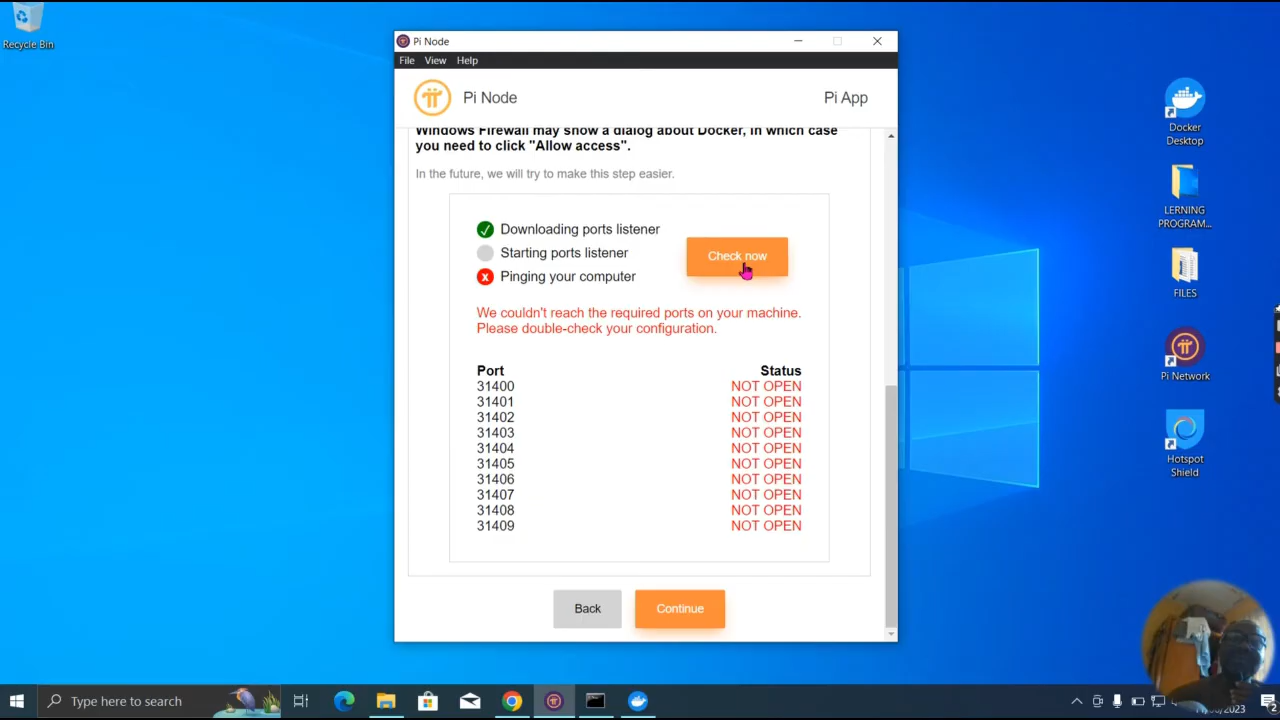 Recycle Bin
Pi Node
File View Help
Pi Node
Pi App
Windows Firewall may show a dialog about Docker, in which case
you need to click "Allow access".
In the future, we will try to make this step easier.
Downloading ports listener
Starting ports listener
Pinging your computer
Check now
We couldn't reach the required ports on your machine.
Please double-check your configuration.
Port Status
31400 NOT OPEN
31401 NOT OPEN
31402 NOT OPEN
31403 NOT OPEN
31404 NOT OPEN
31405 NOT OPEN
31406 NOT OPEN
31407 NOT OPEN
31408 NOT OPEN
31409 NOT OPEN
Back
Continue
Docker
Desktop
LERNING
PROGRAM...
FILES
Pi Network
Hotspot
Shield
Type here to search